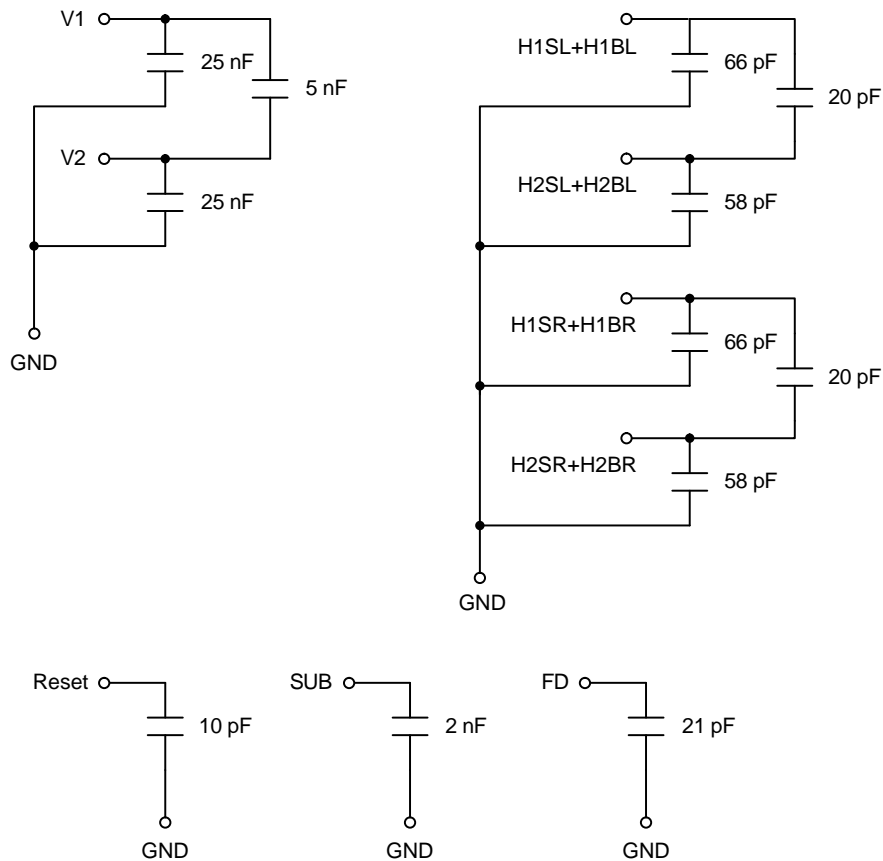 V1
25 nF
5 nF
V2
25 nF
GND
H1SL+H1BL
66 pF
20 pF
H2SL+H2BL
58 pF
H1SR+H1BR
66 pF
20 pF
H2SR+H2BR
58 pF
GND
Reset
10 pF
GND
SUB
2 nF
GND
FD
21 pF
GND